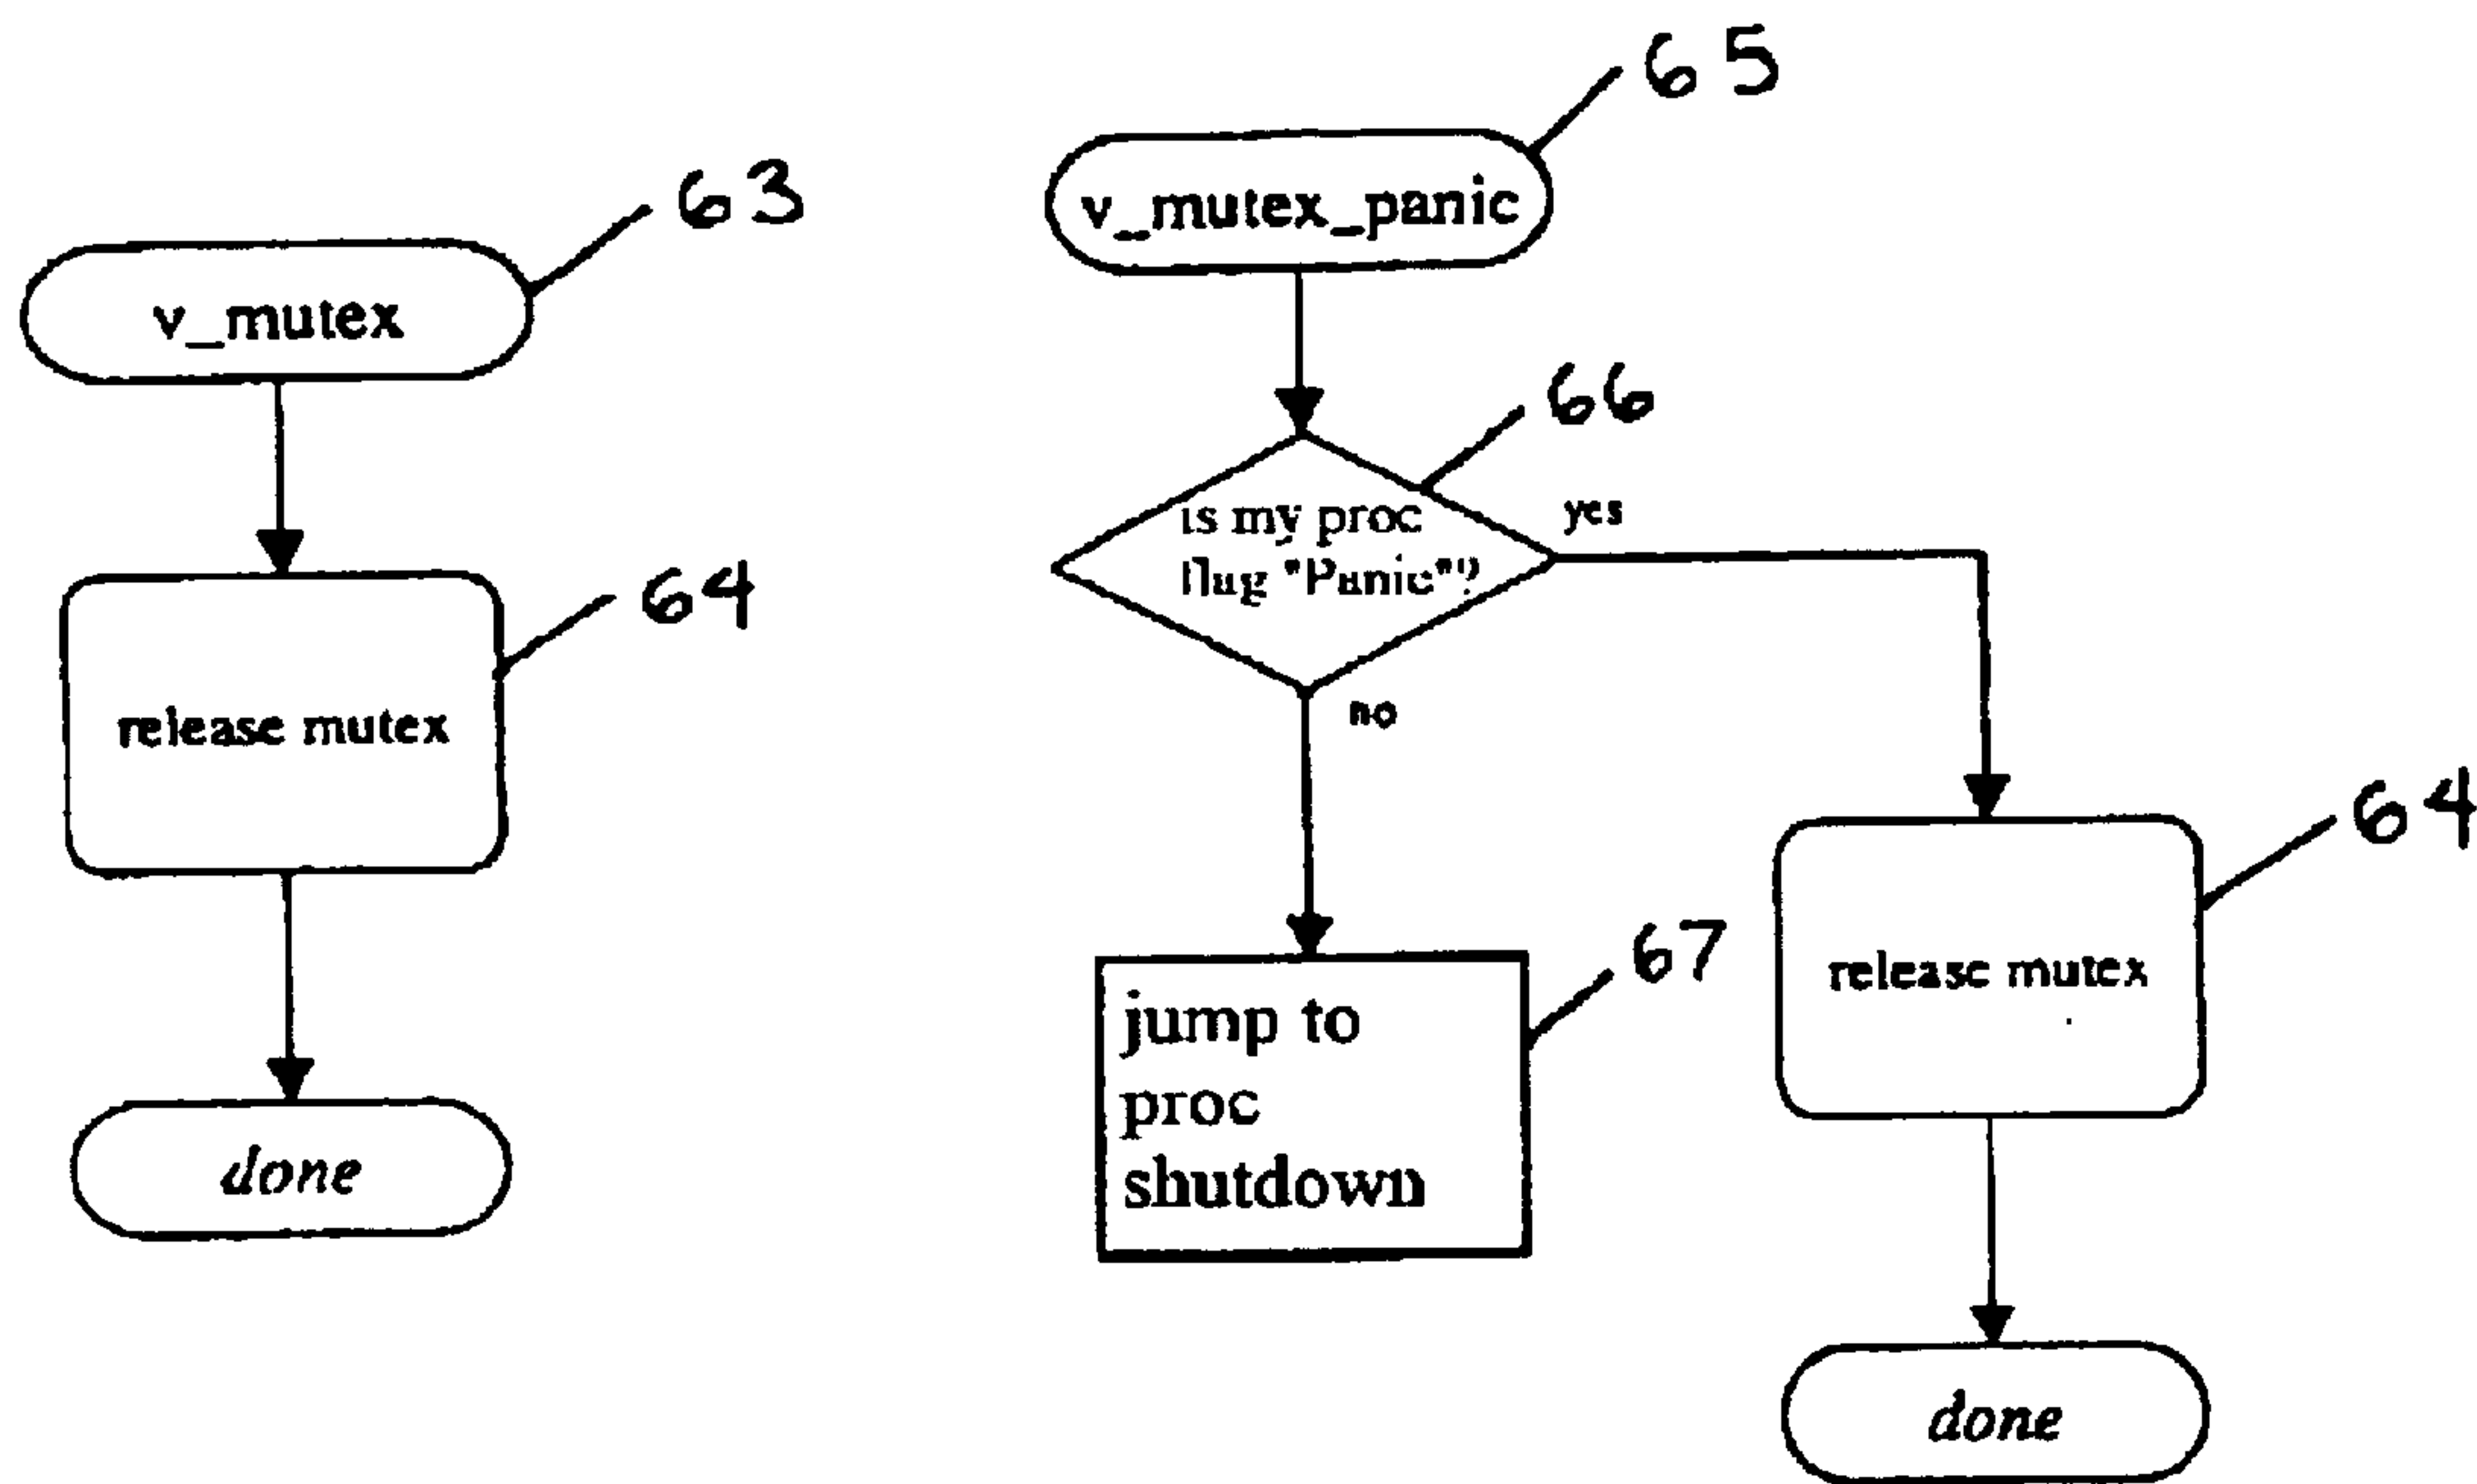 63
v_mutex
64
release mutex
done
65
v_mutex_panic
66
is my proc
flag "Panic"?
yes
no
67
jump to
proc
shutdown
64
release mutex
done